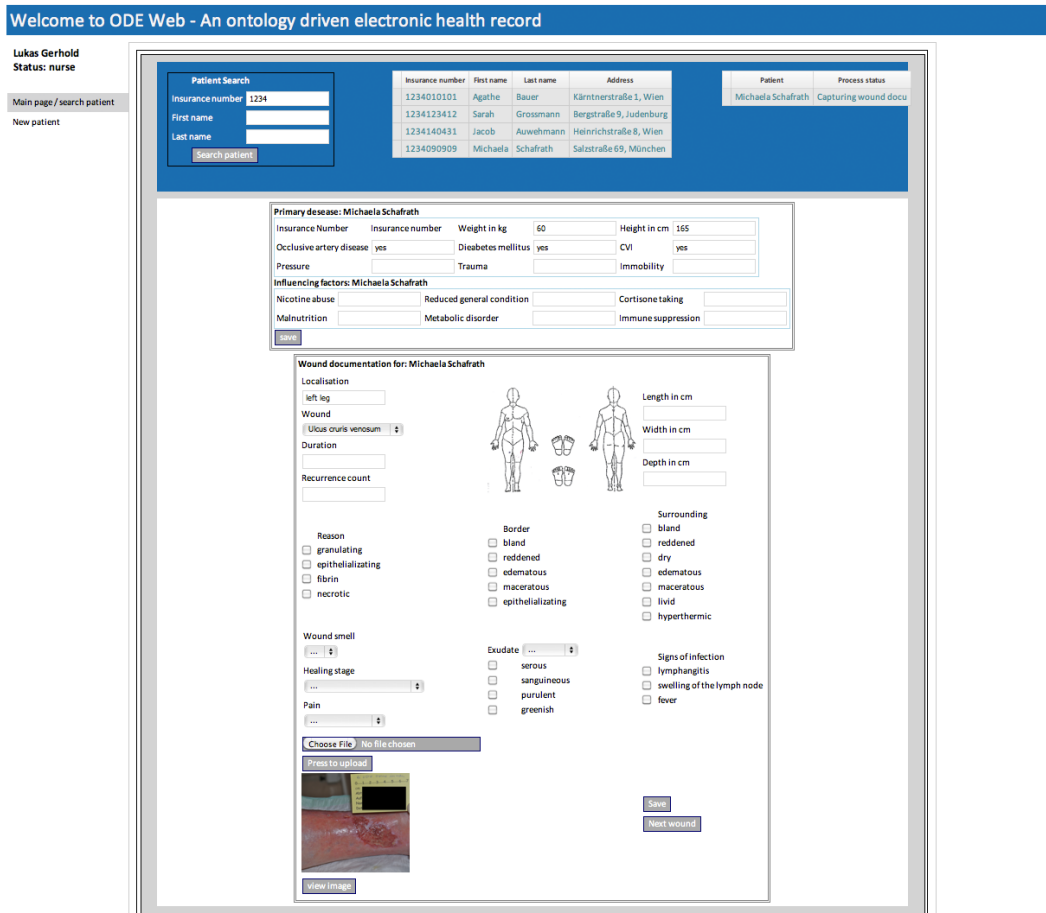 Welcome to ODE Web - An ontology driven electronic health record
Lukas Gerhold
Status: nurse
Main page / search patient
New patient
Patient Search
Insurance number 1234
First name
Last name
Search patient
Insurance number First name Last name Address
1234010101 Agathe Bauer Kärntnerstraße 1, Wien
1234123412 Sarah Grossmann Bergstraße 9, Judenburg
1234140431 Jacob Auwehmann Heinrichstraße 8, Wien
1234090909 Michaela Schafrath Salzstraße 69, München
Patient Process status
Michaela Schafrath Capturing wound docu
Primary desease: Michaela Schafrath
Insurance Number Insurance number Weight in kg 60 Height in cm 165
Occlusive artery disease yes Dieabetes mellitus yes CVI yes
Pressure Trauma Immobility
Influencing factors: Michaela Schafrath
Nicotine abuse Reduced general condition Cortisone taking
Malnutrition Metabolic disorder Immune suppression
save
Wound documentation for: Michaela Schafrath
Localisation
left leg
Wound
Ulcus cruris venosum
Duration
Recurrence count
Length in cm
Width in cm
Depth in cm
Reason
granulating
epithelializating
fibrin
necrotic
Border
bland
reddened
edematous
maceratous
epithelializating
Surrounding
bland
reddened
dry
edematous
maceratous
livid
hyperthermic
Wound smell
...
Healing stage
...
Pain
...
Exudate ...
serous
sanguineous
purulent
greenish
Signs of infection
lymphangitis
swelling of the lymph node
fever
Choose File No file chosen
Press to upload
view image
Save
Next wound